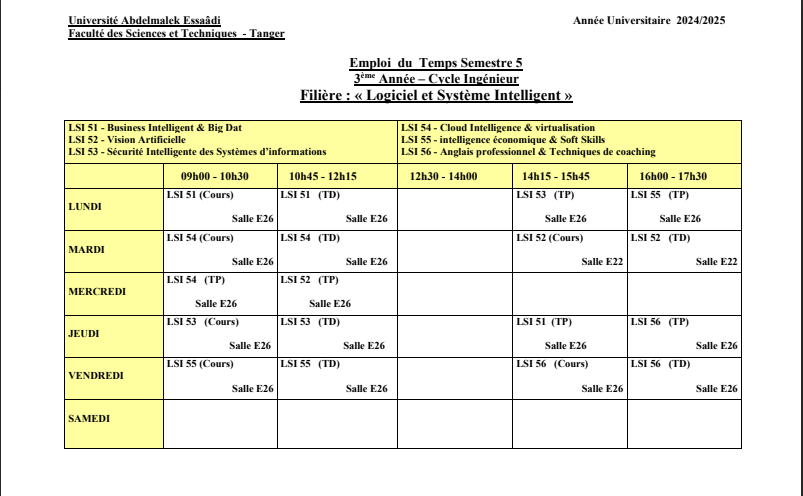 Université Abdelmalek Essaâdi
Année Universitaire 2024/2025
Faculté des Sciences et Techniques - Tanger
Emploi du Temps Semestre 5
3ème Année – Cycle Ingénieur
Filière : « Logiciel et Système Intelligent »
LSI 51 - Business Intelligent & Big Dat
LSI 52 - Vision Artificielle
LSI 53 - Sécurité Intelligente des Systèmes d'informations
LSI 54 - Cloud Intelligence & virtualisation
LSI 55 - intelligence économique & Soft Skills
LSI 56 - Anglais professionnel & Techniques de coaching
09h00 - 10h30 10h45 - 12h15 12h30 - 14h00 14h15 - 15h45 16h00 - 17h30
LUNDI
LSI 51 (Cours) LSI 51 (TD) LSI 53 (TP) LSI 55 (TP)
Salle E26 Salle E26 Salle E26 Salle E26
MARDI
LSI 54 (Cours) LSI 54 (TD) LSI 52 (Cours) LSI 52 (TD)
Salle E26 Salle E26 Salle E22 Salle E22
MERCREDI
LSI 54 (TP) LSI 52 (TP)
Salle E26 Salle E26
JEUDI
LSI 53 (Cours) LSI 53 (TD) LSI 51 (TP) LSI 56 (TP)
Salle E26 Salle E26 Salle E26 Salle E26
VENDREDI
LSI 55 (Cours) LSI 55 (TD) LSI 56 (Cours) LSI 56 (TD)
Salle E26 Salle E26 Salle E26 Salle E26
SAMEDI